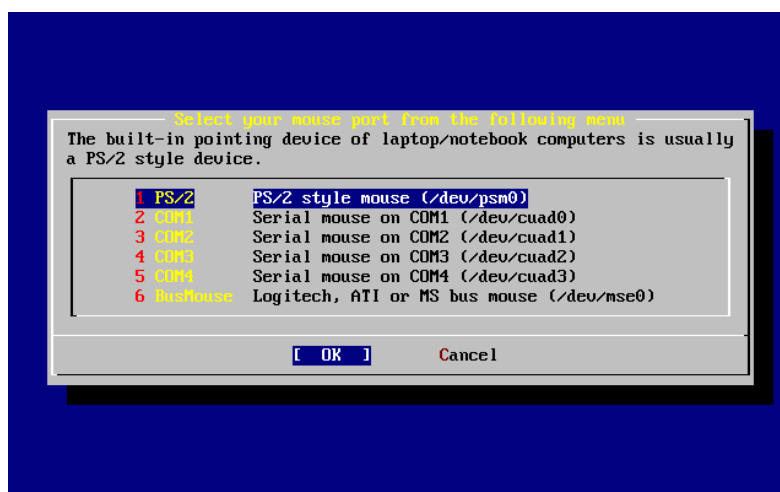 Select your mouse port from the following menu
The built-in pointing device of laptop/notebook computers is usually
a PS/2 style device.
1 PS/2 PS/2 style mouse (/dev/psm0)
2 COM1 Serial mouse on COM1 (/dev/cuad0)
3 COM2 Serial mouse on COM2 (/dev/cuad1)
4 COM3 Serial mouse on COM3 (/dev/cuad2)
5 COM4 Serial mouse on COM4 (/dev/cuad3)
6 BusMouse Logitech, ATI or MS bus mouse (/dev/mse0)
[ OK ] Cancel